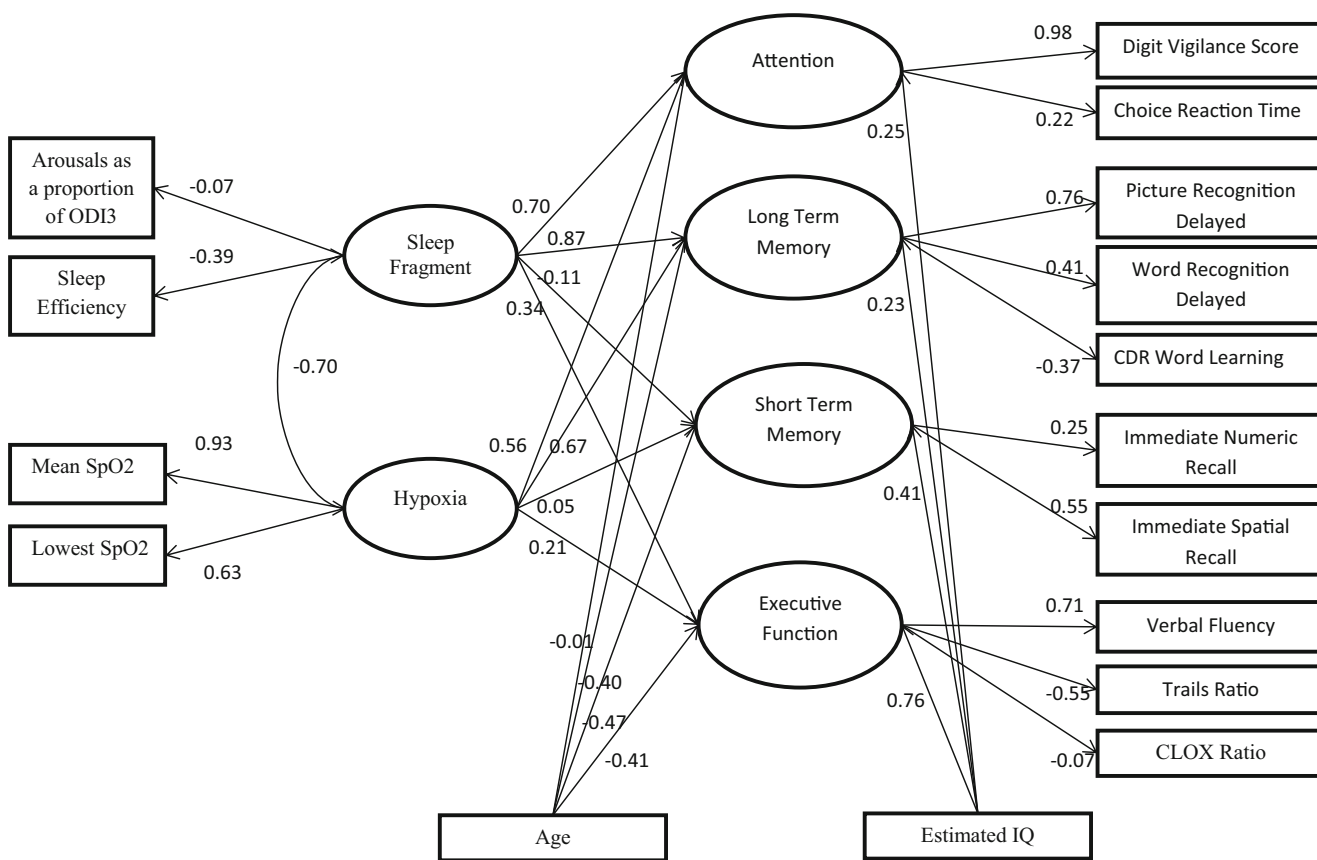 Arousals as
a proportion
of ODI3
Sleep
Efficiency
Mean SpO2
Lowest SpO2
-0.07
-0.39
-0.70
0.93
0.63
Sleep
Fragment
Hypoxia
0.70
0.87
-0.11
0.34
0.56
0.67
0.05
0.21
-0.01
-0.40
-0.47
-0.41
Age
Attention
Long Term
Memory
Short Term
Memory
Executive
Function
0.25
0.23
0.41
0.76
Estimated IQ
0.98
0.22
0.76
0.41
-0.37
0.25
0.55
0.71
-0.55
-0.07
Digit Vigilance Score
Choice Reaction Time
Picture Recognition
Delayed
Word Recognition
Delayed
CDR Word Learning
Immediate Numeric
Recall
Immediate Spatial
Recall
Verbal Fluency
Trails Ratio
CLOX Ratio